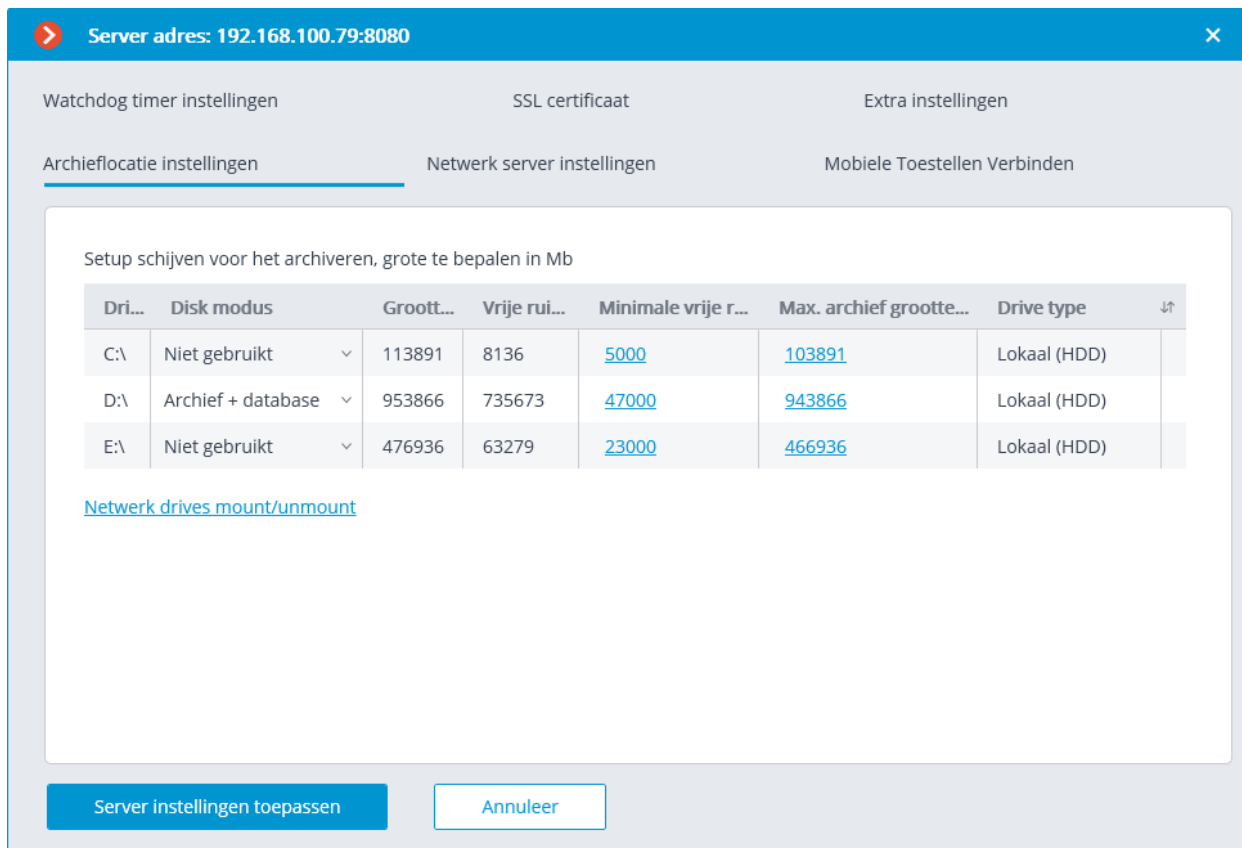 Server adres: 192.168.100.79:8080
Watchdog timer instellingen SSL certificaat Extra instellingen
Archieflocatie instellingen Netwerk server instellingen Mobiele Toestellen Verbinden
Setup schijven voor het archiveren, grote te bepalen in Mb
Dri... Disk modus Groott... Vrije rui... Minimale vrije r... Max. archief grootte... Drive type
C:\ Niet gebruikt 113891 8136 5000 103891 Lokaal (HDD)
D:\ Archief + database 953866 735673 47000 943866 Lokaal (HDD)
E:\ Niet gebruikt 476936 63279 23000 466936 Lokaal (HDD)
Netwerk drives mount/unmount
Server instellingen toepassen Annuleer